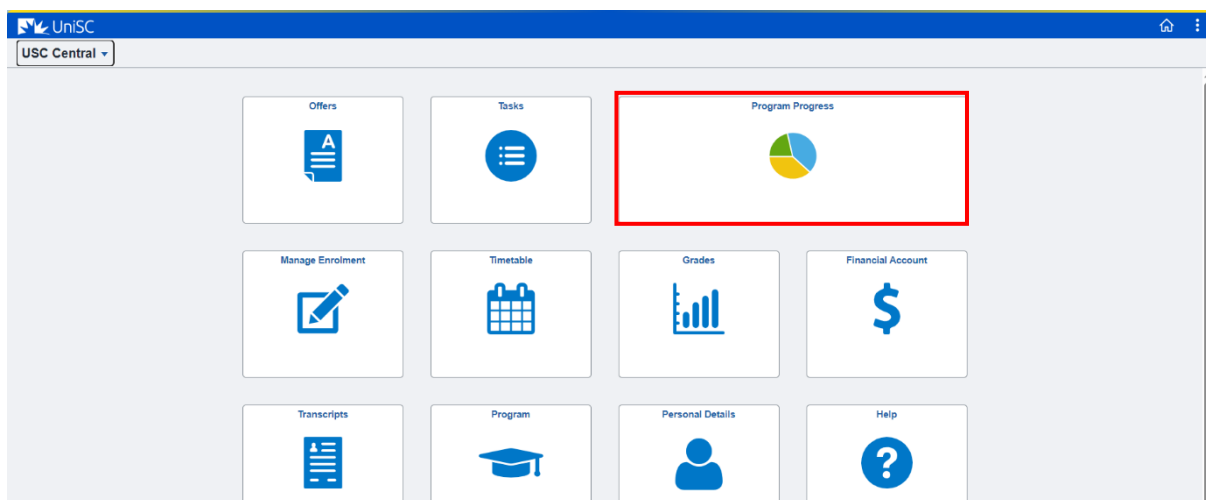 UniSC
USC Central
Offers
Tasks
Program Progress
A
Manage Enrolment
Timetable
Grades
Financial Account
$
Transcripts
Program
Personal Details
Help
?